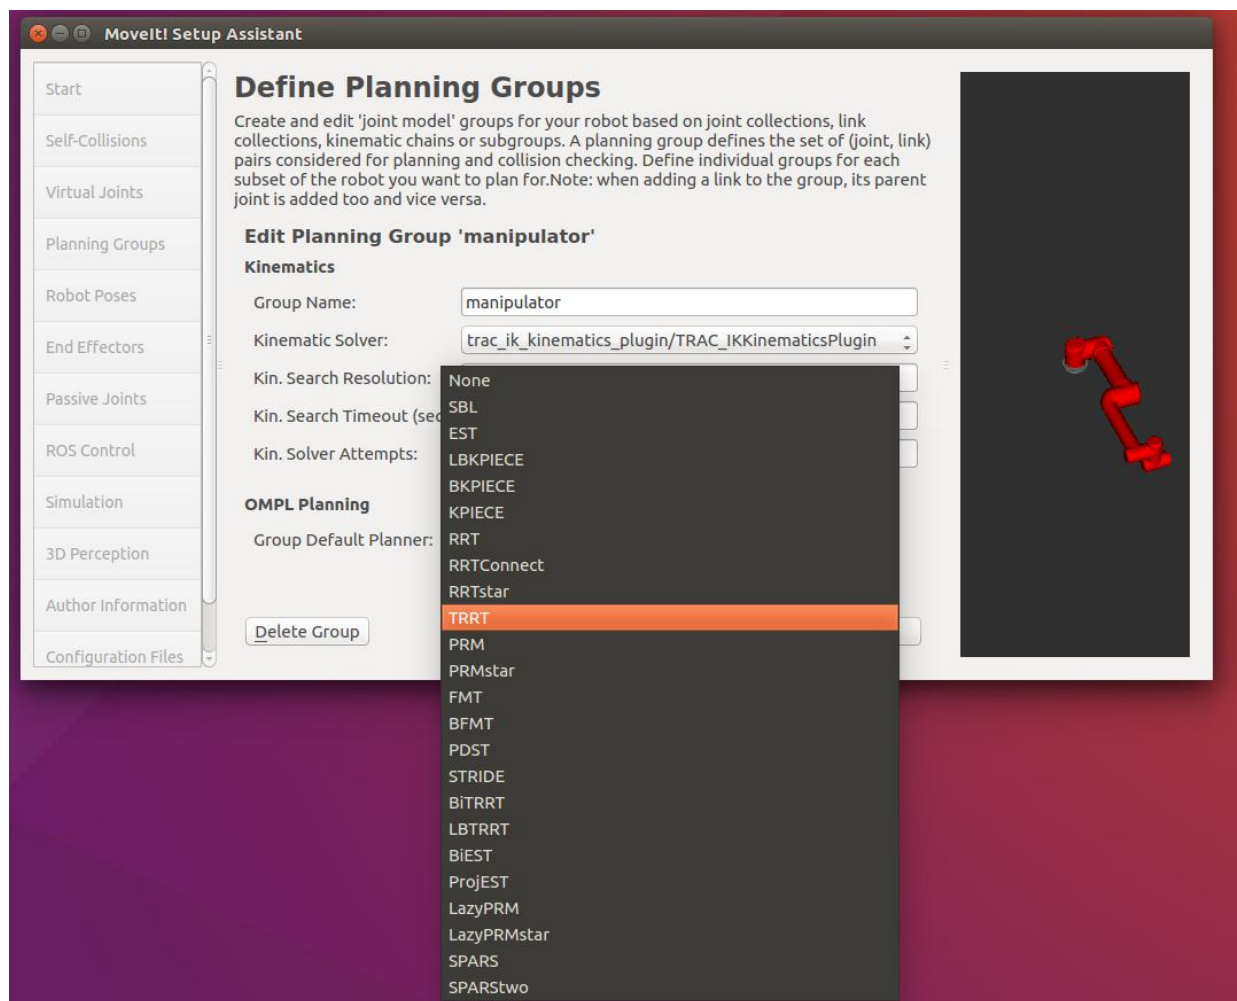 MoveIt! Setup Assistant
Start
Self-Collisions
Virtual Joints
Planning Groups
Robot Poses
End Effectors
Passive Joints
ROS Control
Simulation
3D Perception
Author Information
Configuration Files
Define Planning Groups
Create and edit 'joint model' groups for your robot based on joint collections, link
collections, kinematic chains or subgroups. A planning group defines the set of (joint, link)
pairs considered for planning and collision checking. Define individual groups for each
subset of the robot you want to plan for.Note: when adding a link to the group, its parent
joint is added too and vice versa.
Edit Planning Group 'manipulator'
Kinematics
Group Name: manipulator
Kinematic Solver: trac_ik_kinematics_plugin/TRAC_IKKinematicsPlugin
Kin. Search Resolution:
Kin. Search Timeout (sec
Kin. Solver Attempts:
OMPL Planning
Group Default Planner:
Delete Group
None
SBL
EST
LBKPIECE
BKPIECE
KPIECE
RRT
RRTConnect
RRTstar
TRRT
PRM
PRMstar
FMT
BFMT
PDST
STRIDE
BiTRRT
LBTRRT
BiEST
ProjEST
LazyPRM
LazyPRMstar
SPARS
SPARStwo